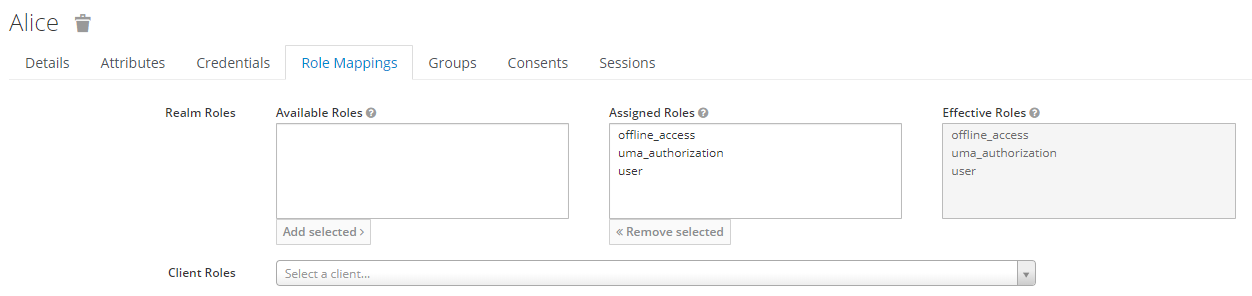 Alice
Details Attributes Credentials Role Mappings Groups Consents Sessions
Realm Roles Available Roles Assigned Roles Effective Roles
offline_access offline_access
uma_authorization uma_authorization
user user
Add selected > « Remove selected
Client Roles Select a client...